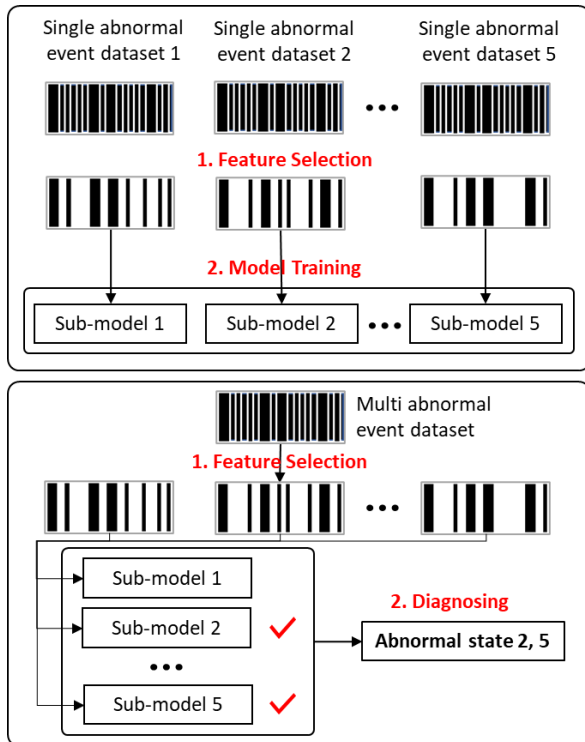 Single abnormal
event dataset 1
Single abnormal
event dataset 2
Single abnormal
event dataset 5
•••
1. Feature Selection
2. Model Training
Sub-model 1
Sub-model 2
•••
Sub-model 5
Multi abnormal
event dataset
1. Feature Selection
•••
Sub-model 1
Sub-model 2
•••
Sub-model 5
2. Diagnosing
Abnormal state 2, 5